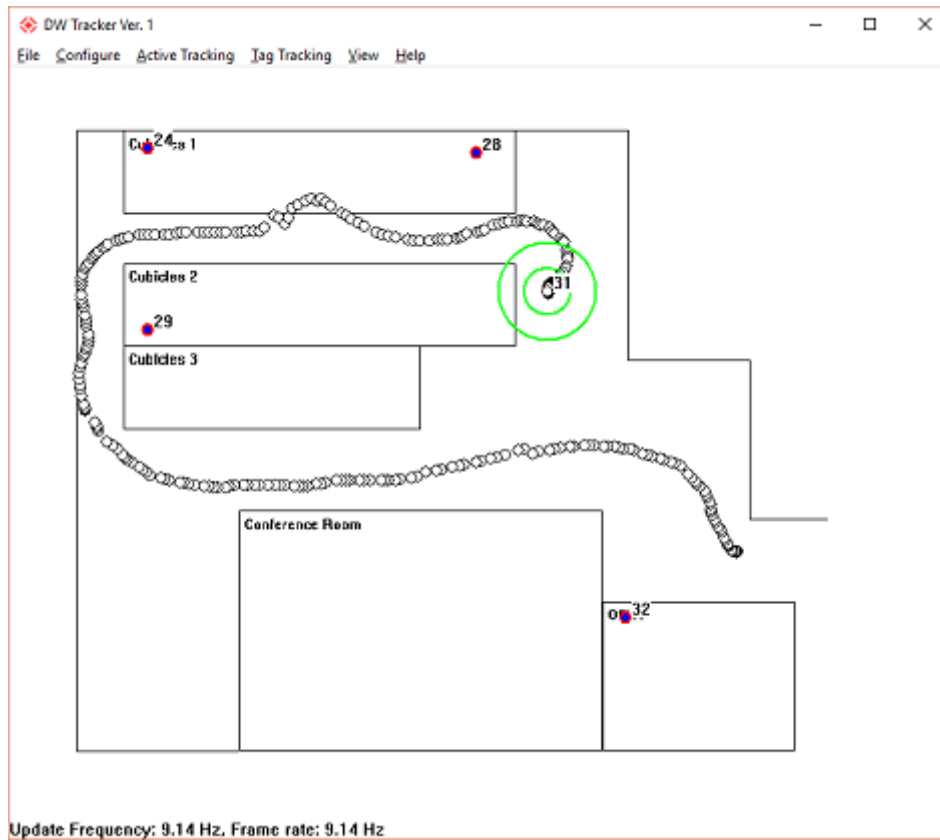 DW Tracker Ver. 1
File Configure Active Tracking Tag Tracking View Help
24 1
28
31
Cubicles 2
29
Cubicles 3
Conference Room
32
Update Frequency: 9.14 Hz, Frame rate: 9.14 Hz